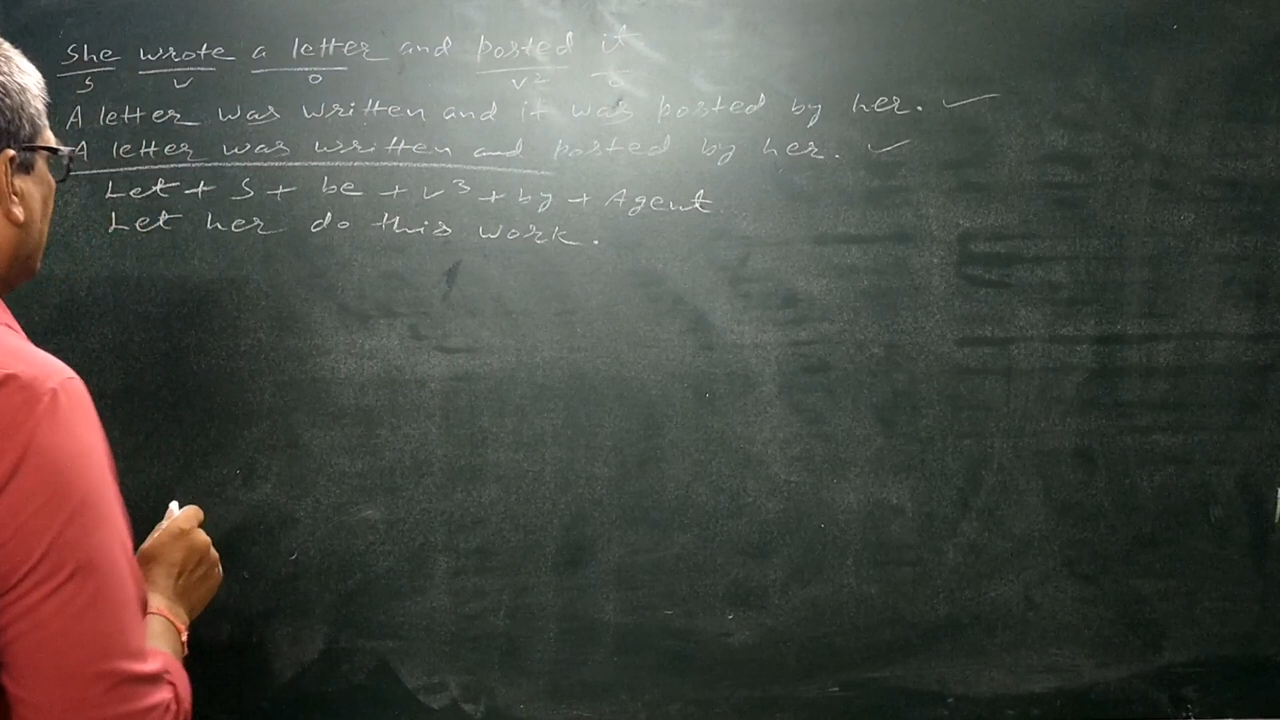 She wrote a letter and posted it
S V O V2 O
A letter was written and it was posted by her. ✓
A letter was written and posted by her. ✓
Let + S + be + V3 + by + Agent
Let her do this work.